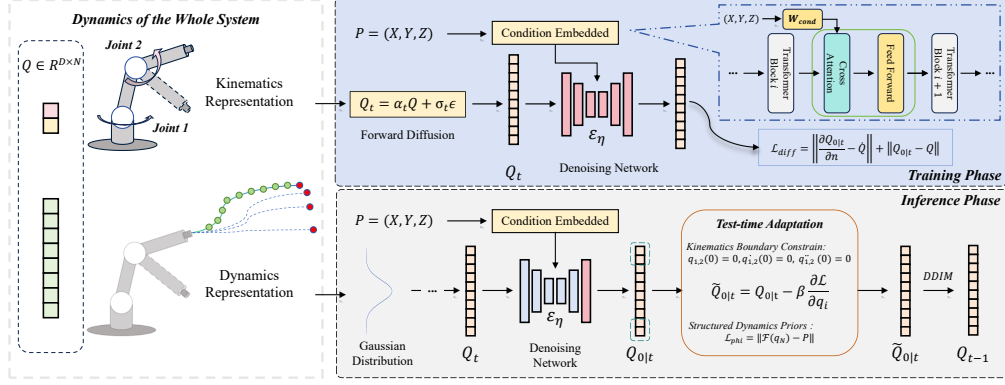 Dynamics of the Whole System
Q ∈ R^{D×N}
Joint 2
Joint 1
Kinematics
Representation
Dynamics
Representation
P = (X, Y, Z)
Condition Embedded
Q_t = α_t Q + σ_t ϵ
Forward Diffusion
Q_t
ε_η
Denoising Network
(X, Y, Z)
W_cond
...
Transformer
Block i
Cross
Attention
Feed Forward
Transformer
Block i + 1
...
ℒ_diff = ‖∂Q_{0|t}/∂n − Q̇‖ + ‖Q_{0|t} − Q‖
Training Phase
Inference Phase
P = (X, Y, Z)
Condition Embedded
Gaussian
Distribution
...
Q_t
ε_η
Denoising
Network
Q_{0|t}
Test-time Adaptation
Kinematics Boundary Constrain:
q_{1,2}(0) = 0, q̇_{1,2}(0) = 0, q̈_{1,2}(0) = 0
Q̃_{0|t} = Q_{0|t} − β ∂ℒ/∂q_i
Structured Dynamics Priors :
ℒ_phi = ‖ℱ(q_N) − P‖
Q̃_{0|t}
DDIM
Q_{t−1}